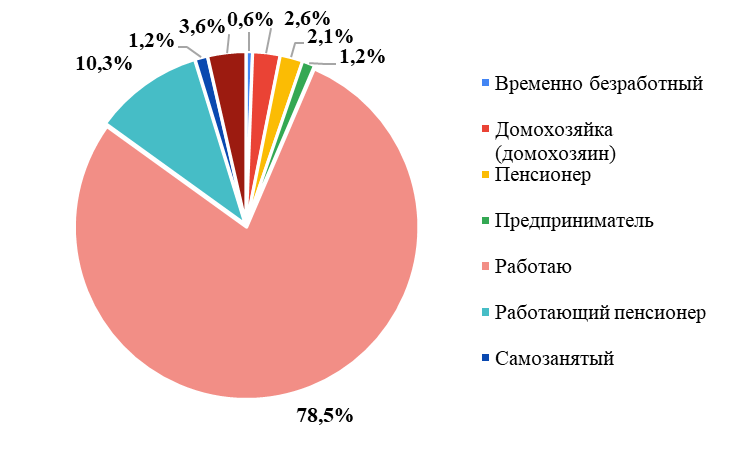 3,6%
0,6%
2,6%
1,2%
2,1%
10,3%
1,2%
78,5%
Временно безработный
Домохозяйка
(домохозяин)
Пенсионер
Предприниматель
Работаю
Работающий пенсионер
Самозанятый